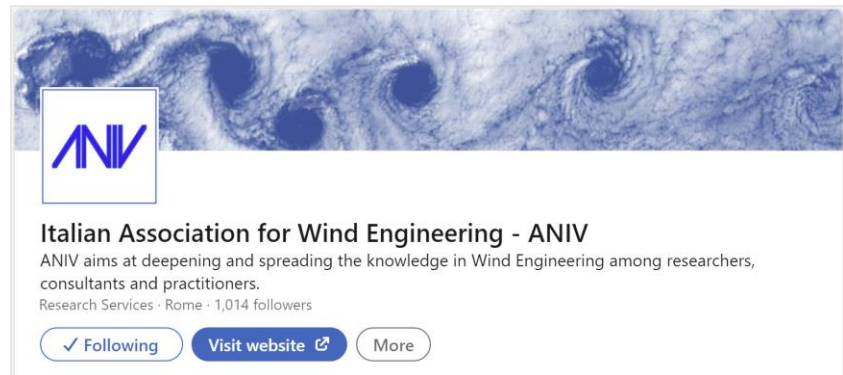 ANIV
Italian Association for Wind Engineering - ANIV
ANIV aims at deepening and spreading the knowledge in Wind Engineering among researchers,
consultants and practitioners.
Research Services · Rome · 1,014 followers
✓ Following Visit website More